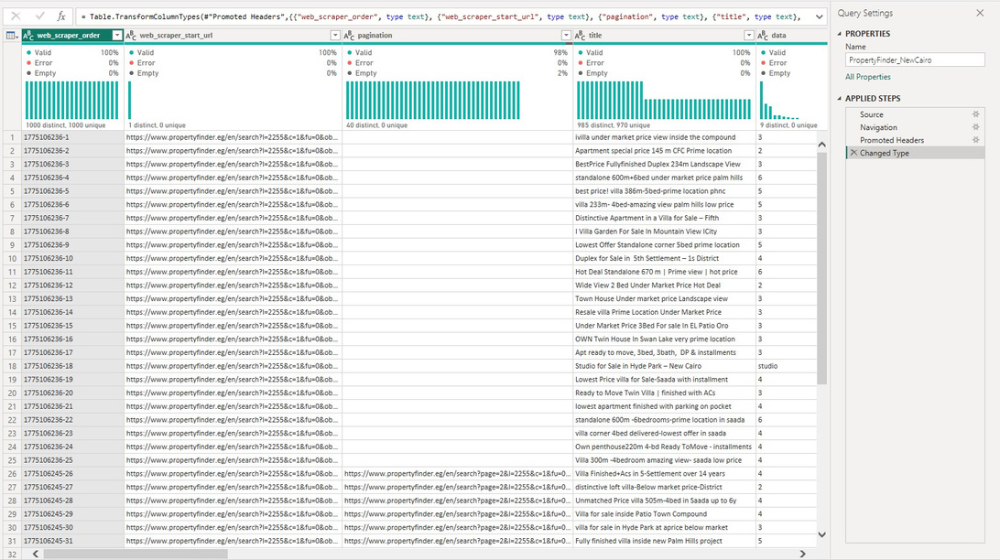 = Table.TransformColumnTypes(#"Promoted Headers",{{"web_scraper_order", type text}, {"web_scraper_start_url", type text}, {"pagination", type text}, {"title", type text},
Query Settings
PROPERTIES
Name
PropertyFinder_NewCairo
All Properties
APPLIED STEPS
Source
Navigation
Promoted Headers
Changed Type
web_scraper_order web_scraper_start_url pagination title data
Valid 100% Valid 100% Valid 98% Valid 100% Valid
Error 0% Error 0% Error 0% Error 0% Error
Empty 0% Empty 0% Empty 2% Empty 0% Empty
1000 distinct, 1000 unique 1 distinct, 0 unique 40 distinct, 0 unique 985 distinct, 970 unique 9 distinct, 0 unique
1 1775106236-1 https://www.propertyfinder.eg/en/search?l=2255&c=1&fu=0&ob... ivilla under market price view inside the compound 3
2 1775106236-2 https://www.propertyfinder.eg/en/search?l=2255&c=1&fu=0&ob... Apartment special price 145 m CFC Prime location 2
3 1775106236-3 https://www.propertyfinder.eg/en/search?l=2255&c=1&fu=0&ob... BestPrice Fullyfinished Duplex 234m Landscape View 3
4 1775106236-4 https://www.propertyfinder.eg/en/search?l=2255&c=1&fu=0&ob... standalone 600m+6bed under market price palm hills 6
5 1775106236-5 https://www.propertyfinder.eg/en/search?l=2255&c=1&fu=0&ob... best price! villa 386m-5bed-prime location phnc 5
6 1775106236-6 https://www.propertyfinder.eg/en/search?l=2255&c=1&fu=0&ob... villa 233m- 4bed-amazing view palm hills low price 5
7 1775106236-7 https://www.propertyfinder.eg/en/search?l=2255&c=1&fu=0&ob... Distinctive Apartment in a Villa for Sale – Fifth 3
8 1775106236-8 https://www.propertyfinder.eg/en/search?l=2255&c=1&fu=0&ob... I Villa Garden For Sale In Mountain View ICity 3
9 1775106236-9 https://www.propertyfinder.eg/en/search?l=2255&c=1&fu=0&ob... Lowest Offer Standalone corner 5bed prime location 5
10 1775106236-10 https://www.propertyfinder.eg/en/search?l=2255&c=1&fu=0&ob... Duplex for Sale in 5th Settlement – 1s District 4
11 1775106236-11 https://www.propertyfinder.eg/en/search?l=2255&c=1&fu=0&ob... Hot Deal Standalone 670 m | Prime view | hot price 6
12 1775106236-12 https://www.propertyfinder.eg/en/search?l=2255&c=1&fu=0&ob... Wide View 2 Bed Under Market Price Hot Deal 2
13 1775106236-13 https://www.propertyfinder.eg/en/search?l=2255&c=1&fu=0&ob... Town House Under market price Landscape view 3
14 1775106236-14 https://www.propertyfinder.eg/en/search?l=2255&c=1&fu=0&ob... Resale villa Prime Location Under Market Price 3
15 1775106236-15 https://www.propertyfinder.eg/en/search?l=2255&c=1&fu=0&ob... Under Market Price 3Bed For sale In EL Patio Oro 3
16 1775106236-16 https://www.propertyfinder.eg/en/search?l=2255&c=1&fu=0&ob... OWN Twin House In Swan Lake very prime location 3
17 1775106236-17 https://www.propertyfinder.eg/en/search?l=2255&c=1&fu=0&ob... Apt ready to move, 3bed, 3bath, DP & installments 3
18 1775106236-18 https://www.propertyfinder.eg/en/search?l=2255&c=1&fu=0&ob... Studio for Sale in Hyde Park – New Cairo studio
19 1775106236-19 https://www.propertyfinder.eg/en/search?l=2255&c=1&fu=0&ob... Lowest Price villa for Sale-Saada with installment 4
20 1775106236-20 https://www.propertyfinder.eg/en/search?l=2255&c=1&fu=0&ob... Ready to Move Twin Villa | finished with ACs 3
21 1775106236-21 https://www.propertyfinder.eg/en/search?l=2255&c=1&fu=0&ob... lowest apartment finished with parking on pocket 4
22 1775106236-22 https://www.propertyfinder.eg/en/search?l=2255&c=1&fu=0&ob... standalone 600m -6bedrooms-prime location in saada 6
23 1775106236-23 https://www.propertyfinder.eg/en/search?l=2255&c=1&fu=0&ob... villa corner 4bed delivered-lowest offer in saada 4
24 1775106236-24 https://www.propertyfinder.eg/en/search?l=2255&c=1&fu=0&ob... Own penthouse220m 4-bd Ready ToMove - installments 4
25 1775106236-25 https://www.propertyfinder.eg/en/search?l=2255&c=1&fu=0&ob... Villa 300m -4bedroom amazing view- saada low price 4
26 1775106245-26 https://www.propertyfinder.eg/en/search?l=2255&c=1&fu=0&ob... https://www.propertyfinder.eg/en/search?page=2&l=2255&c=1&fu=0... Villa Finished+Acs in 5-Settlement over 14 years 4
27 1775106245-27 https://www.propertyfinder.eg/en/search?l=2255&c=1&fu=0&ob... https://www.propertyfinder.eg/en/search?page=2&l=2255&c=1&fu=0... distinctive loft villa-Below market price-District 2
28 1775106245-28 https://www.propertyfinder.eg/en/search?l=2255&c=1&fu=0&ob... https://www.propertyfinder.eg/en/search?page=2&l=2255&c=1&fu=0... Unmatched Price villa 505m-4bed in Saada up to 6y 4
29 1775106245-29 https://www.propertyfinder.eg/en/search?l=2255&c=1&fu=0&ob... https://www.propertyfinder.eg/en/search?page=2&l=2255&c=1&fu=0... Villa for sale inside Patio Town Compound 4
30 1775106245-30 https://www.propertyfinder.eg/en/search?l=2255&c=1&fu=0&ob... https://www.propertyfinder.eg/en/search?page=2&l=2255&c=1&fu=0... villa for sale in Hyde Park at aprice below market 3
31 1775106245-31 https://www.propertyfinder.eg/en/search?l=2255&c=1&fu=0&ob... https://www.propertyfinder.eg/en/search?page=2&l=2255&c=1&fu=0... Fully finished villa inside new Palm Hills project 5
32